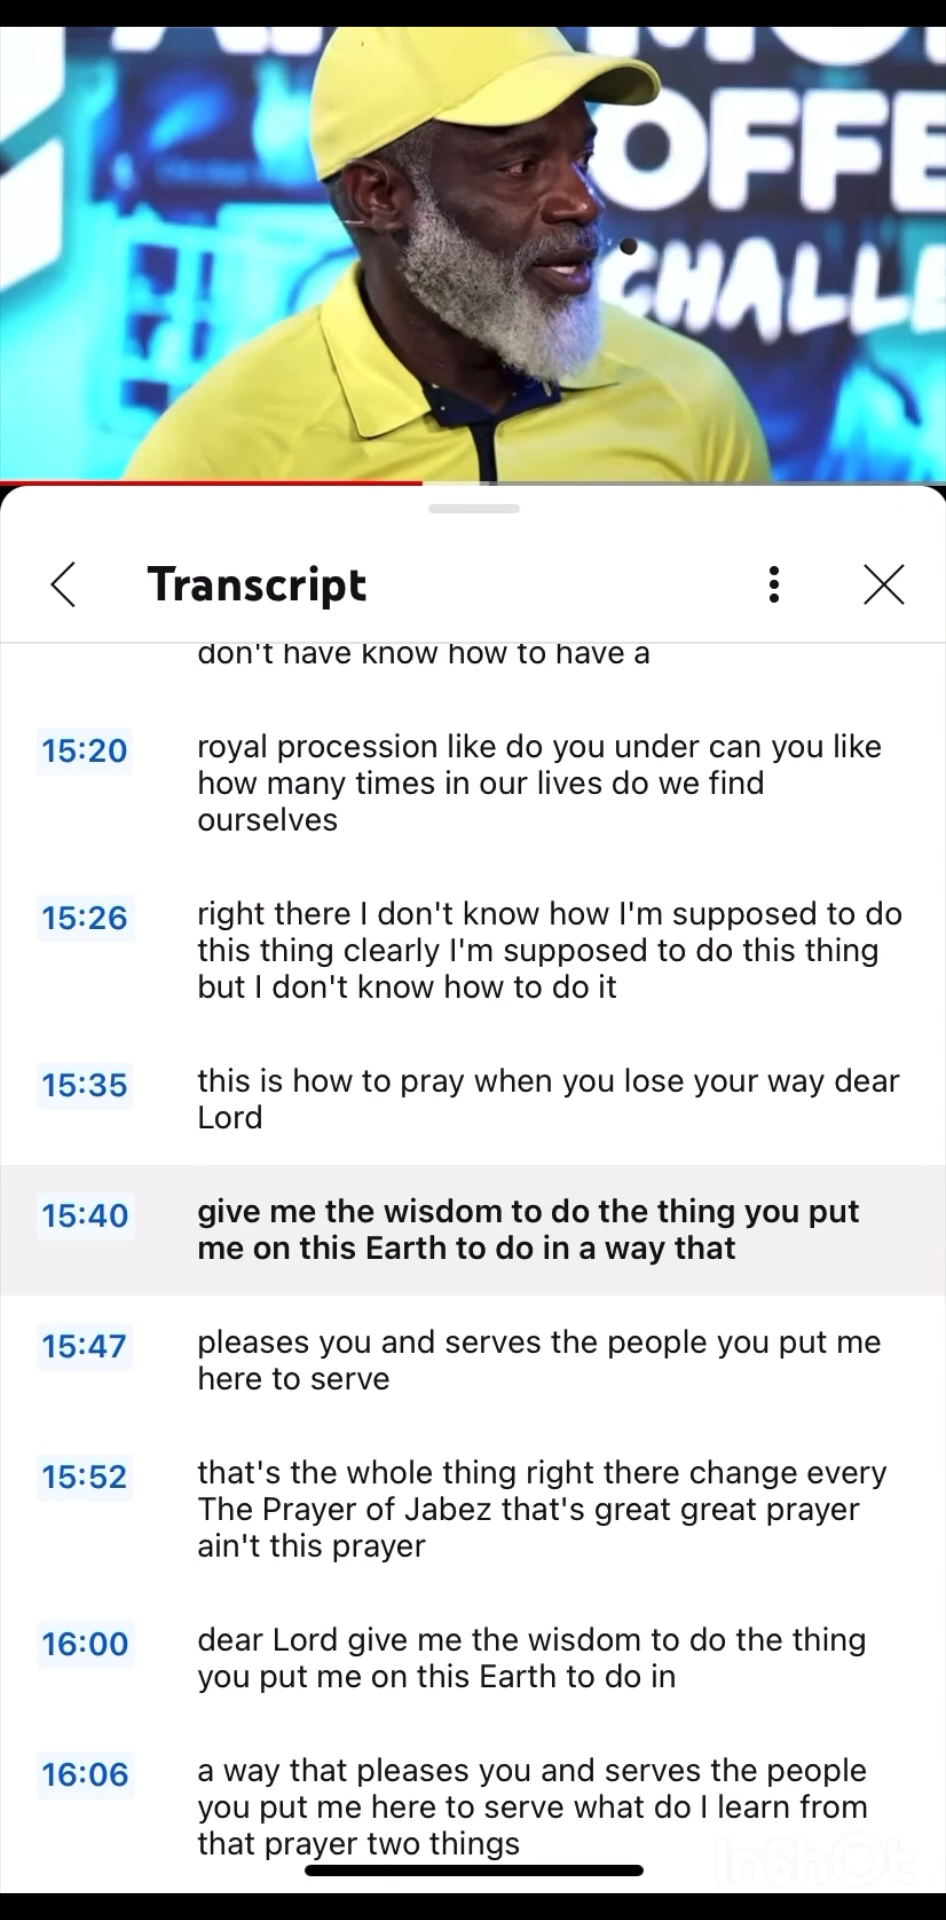 OFFE
CHALLE
Transcript
don't have know how to have a
15:20
royal procession like do you under can you like
how many times in our lives do we find
ourselves
15:26
right there I don't know how I'm supposed to do
this thing clearly I'm supposed to do this thing
but I don't know how to do it
15:35
this is how to pray when you lose your way dear
Lord
15:40
give me the wisdom to do the thing you put
me on this Earth to do in a way that
15:47
pleases you and serves the people you put me
here to serve
15:52
that's the whole thing right there change every
The Prayer of Jabez that's great great prayer
ain't this prayer
16:00
dear Lord give me the wisdom to do the thing
you put me on this Earth to do in
16:06
a way that pleases you and serves the people
you put me here to serve what do I learn from
that prayer two things
InShOt